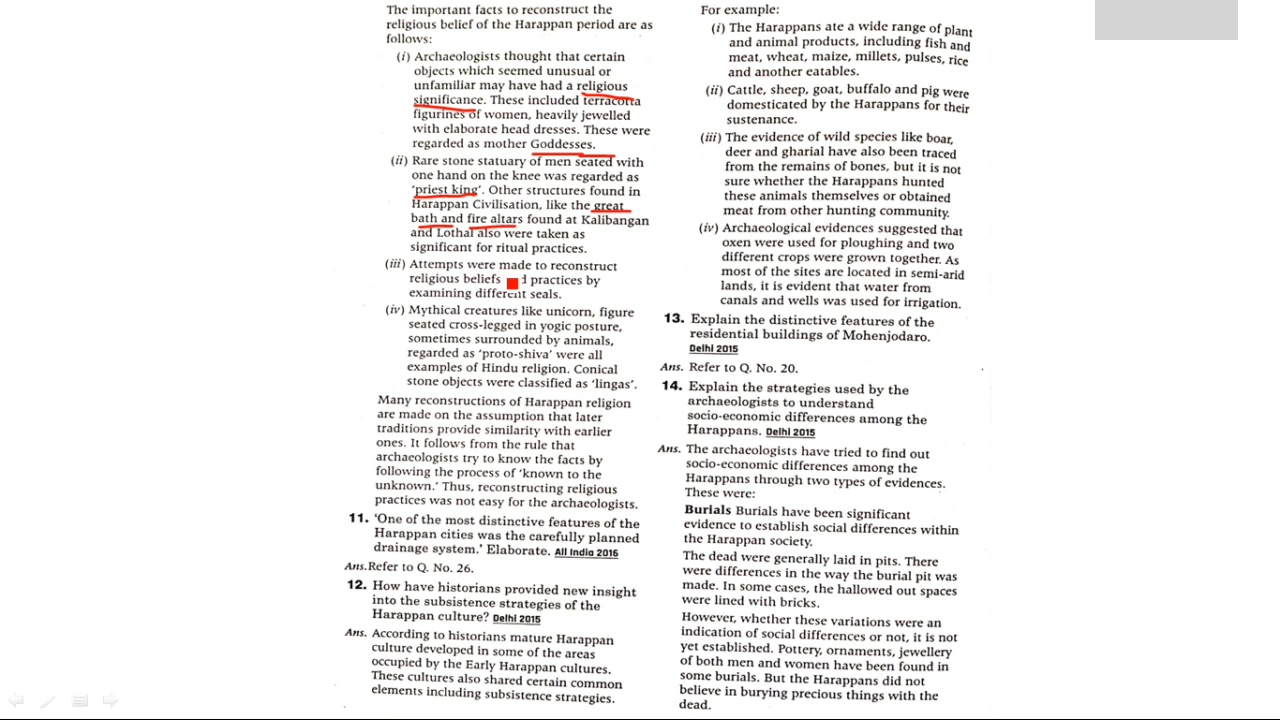 The important facts to reconstruct the
religious belief of the Harappan period are as
follows:
(i) Archaeologists thought that certain
objects which seemed unusual or
unfamiliar may have had a religious
significance. These included terracotta
figurines of women, heavily jewelled
with elaborate head dresses. These were
regarded as mother Goddesses.
(ii) Rare stone statuary of men seated with
one hand on the knee was regarded as
‘priest king’. Other structures found in
Harappan Civilisation, like the great
bath and fire altars found at Kalibangan
and Lothal also were taken as
significant for ritual practices.
(iii) Attempts were made to reconstruct
religious beliefs practices by
examining different seals.
(iv) Mythical creatures like unicorn, figure
seated cross-legged in yogic posture,
sometimes surrounded by animals,
regarded as ‘proto-shiva’ were all
examples of Hindu religion. Conical
stone objects were classified as ‘lingas’.
Many reconstructions of Harappan religion
are made on the assumption that later
traditions provide similarity with earlier
ones. It follows from the rule that
archaeologists try to know the facts by
following the process of ‘known to the
unknown.’ Thus, reconstructing religious
practices was not easy for the archaeologists.
11. ‘One of the most distinctive features of the
Harappan cities was the carefully planned
drainage system.’ Elaborate. All India 2016
Ans. Refer to Q. No. 26.
12. How have historians provided new insight
into the subsistence strategies of the
Harappan culture? Delhi 2015
Ans. According to historians mature Harappan
culture developed in some of the areas
occupied by the Early Harappan cultures.
These cultures also shared certain common
elements including subsistence strategies.
For example:
(i) The Harappans ate a wide range of plant
and animal products, including fish and
meat, wheat, maize, millets, pulses, rice
and another eatables.
(ii) Cattle, sheep, goat, buffalo and pig were
domesticated by the Harappans for their
sustenance.
(iii) The evidence of wild species like boar,
deer and gharial have also been traced
from the remains of bones, but it is not
sure whether the Harappans hunted
these animals themselves or obtained
meat from other hunting community.
(iv) Archaeological evidences suggested that
oxen were used for ploughing and two
different crops were grown together. As
most of the sites are located in semi-arid
lands, it is evident that water from
canals and wells was used for irrigation.
13. Explain the distinctive features of the
residential buildings of Mohenjodaro.
Delhi 2015
Ans. Refer to Q. No. 20.
14. Explain the strategies used by the
archaeologists to understand
socio-economic differences among the
Harappans. Delhi 2015
Ans. The archaeologists have tried to find out
socio-economic differences among the
Harappans through two types of evidences.
These were:
Burials Burials have been significant
evidence to establish social differences within
the Harappan society.
The dead were generally laid in pits. There
were differences in the way the burial pit was
made. In some cases, the hallowed out spaces
were lined with bricks.
However, whether these variations were an
indication of social differences or not, it is not
yet established. Pottery, ornaments, jewellery
of both men and women have been found in
some burials. But the Harappans did not
believe in burying precious things with the
dead.